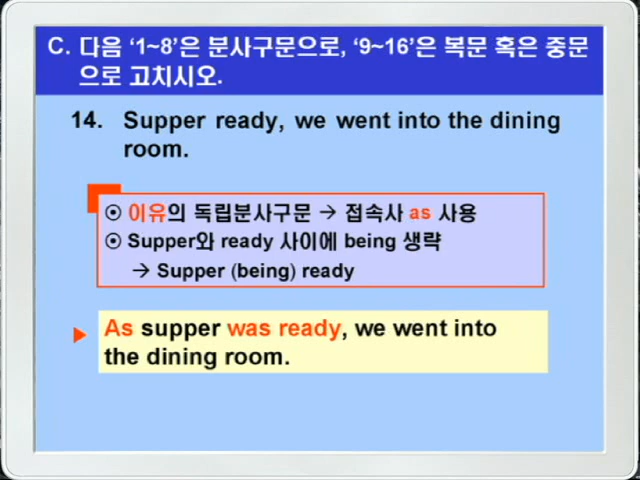 C. 다음 ‘1~8’은 분사구문으로, ‘9~16’은 복문 혹은 중문
으로 고치시오.
14. Supper ready, we went into the dining
room.
⊙ 이유의 독립분사구문 → 접속사 as 사용
⊙ Supper와 ready 사이에 being 생략
→ Supper (being) ready
▶ As supper was ready, we went into
the dining room.